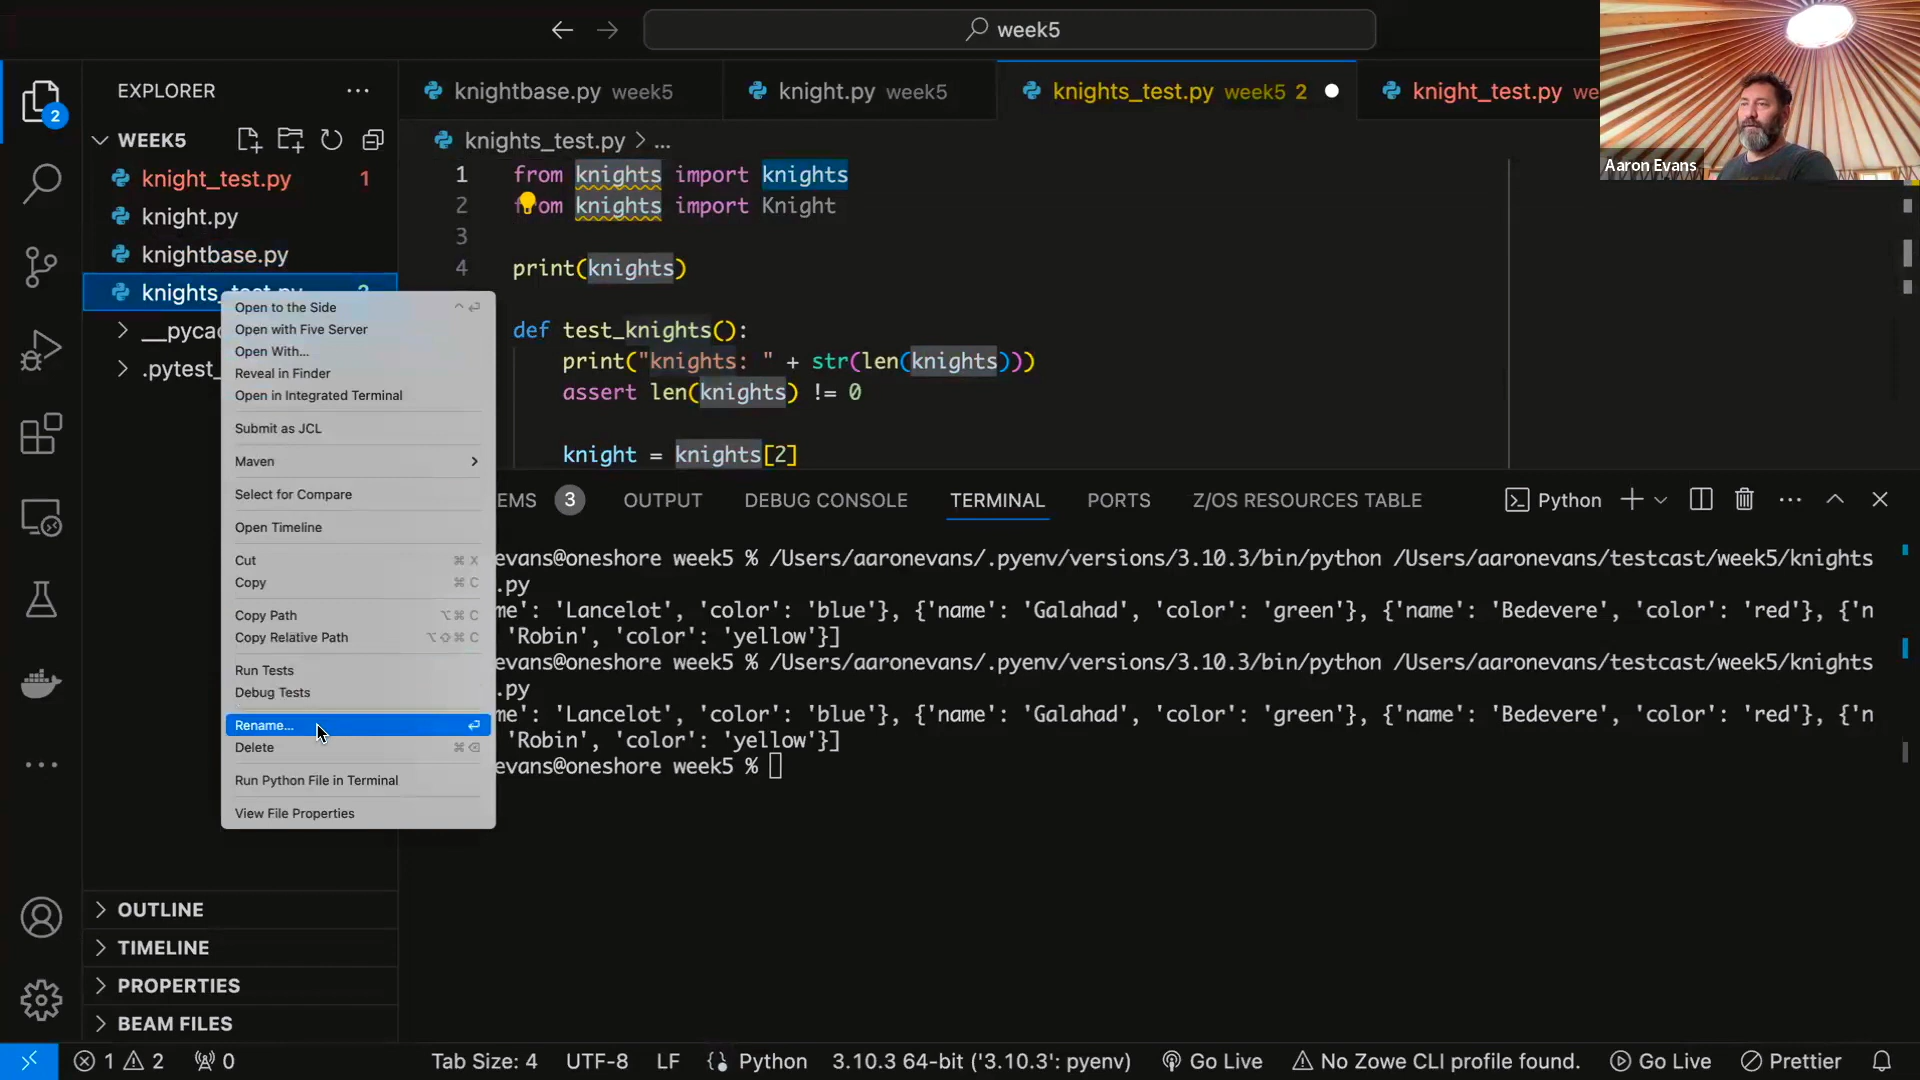 week5
Aaron Evans
EXPLORER
2
WEEK5
knight_test.py 1
knight.py
knightbase.py
knights_test.py 2
__pycac
.pytest_
OUTLINE
TIMELINE
PROPERTIES
BEAM FILES
knightbase.py week5
knight.py week5
knights_test.py week5 2
knight_test.py we
knights_test.py > ...
1 from knights import knights
2 from knights import Knight
3
4 print(knights)
def test_knights():
print("knights: " + str(len(knights)))
assert len(knights) != 0
knight = knights[2]
Open to the Side
Open with Five Server
Open With...
Reveal in Finder
Open in Integrated Terminal
Submit as JCL
Maven
Select for Compare
Open Timeline
Cut ⌘ X
Copy ⌘ C
Copy Path ⌥⌘ C
Copy Relative Path ⌥⇧⌘ C
Run Tests
Debug Tests
Rename...
Delete
Run Python File in Terminal
View File Properties
EMS 3 OUTPUT DEBUG CONSOLE TERMINAL PORTS Z/OS RESOURCES TABLE Python
evans@oneshore week5 % /Users/aaronevans/.pyenv/versions/3.10.3/bin/python /Users/aaronevans/testcast/week5/knights
.py
me': 'Lancelot', 'color': 'blue'}, {'name': 'Galahad', 'color': 'green'}, {'name': 'Bedevere', 'color': 'red'}, {'n
'Robin', 'color': 'yellow'}]
evans@oneshore week5 % /Users/aaronevans/.pyenv/versions/3.10.3/bin/python /Users/aaronevans/testcast/week5/knights
.py
me': 'Lancelot', 'color': 'blue'}, {'name': 'Galahad', 'color': 'green'}, {'name': 'Bedevere', 'color': 'red'}, {'n
'Robin', 'color': 'yellow'}]
evans@oneshore week5 %
1 2 0 Tab Size: 4 UTF-8 LF Python 3.10.3 64-bit ('3.10.3': pyenv) Go Live No Zowe CLI profile found. Go Live Prettier